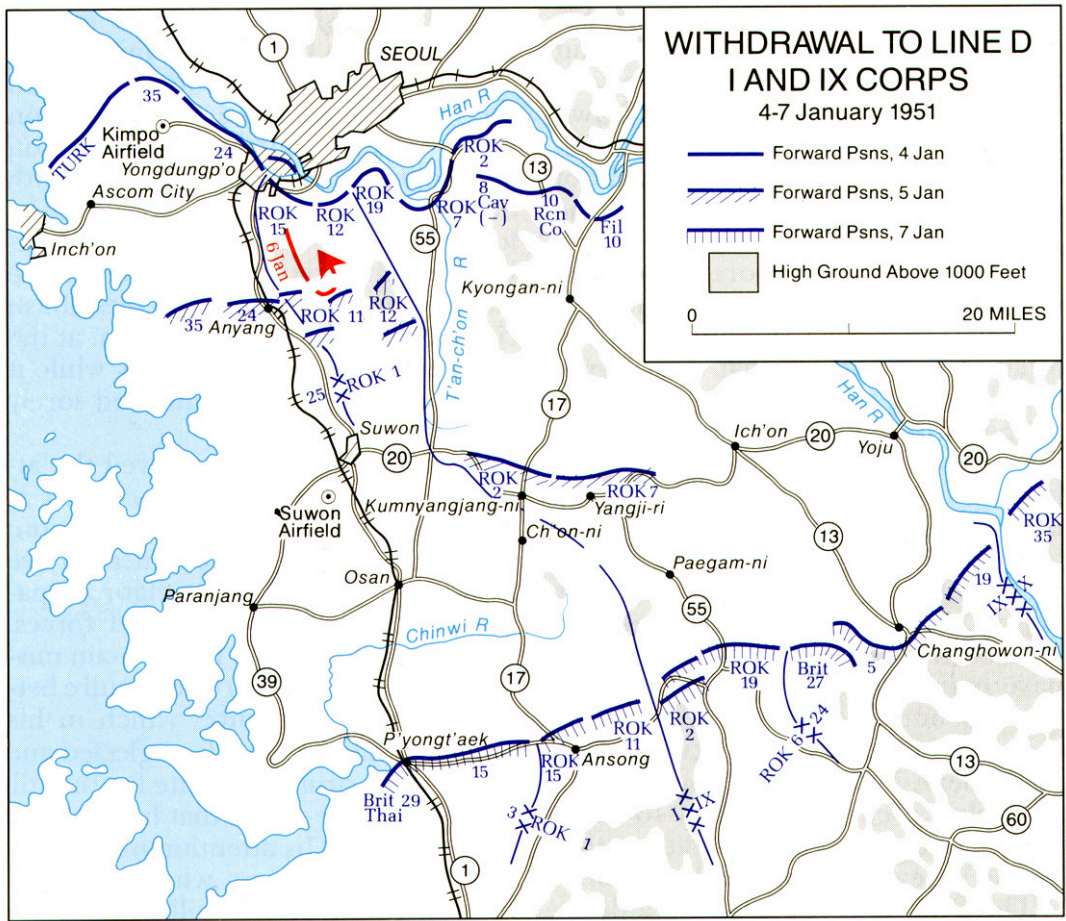 WITHDRAWAL TO LINE D
I AND IX CORPS
4-7 January 1951
Forward Psns, 4 Jan
Forward Psns, 5 Jan
Forward Psns, 7 Jan
High Ground Above 1000 Feet
0 20 MILES
1
SEOUL
Han R
35
TURK
Kimpo
Airfield
24
Yongdungp'o
Ascom City
Inch'on
ROK
15
ROK
12
ROK
19
ROK
7
ROK
2
8
Cav
(-)
13
10
Rcn
Co
Fil
10
55
6 Jan
T'an-ch'on R
Kyongan-ni
35
24
Anyang
ROK 11
ROK
12
25
ROK 1
Suwon
20
17
Ich'on
20
Yoju
Han R
20
ROK
2
ROK 7
Kumnyangjang-ni
Yangji-ri
Suwon
Airfield
Ch'on-ni
13
ROK
35
Osan
Paegam-ni
Paranjang
55
19
IX
X
Chinwi R
Changhowon-ni
39
17
ROK
19
Brit
27
5
P'yongt'aek
15
ROK
15
ROK
11
Ansong
ROK
2
ROK 6
24
13
Brit 29
Thai
3
ROK
1
I
IX
60
1